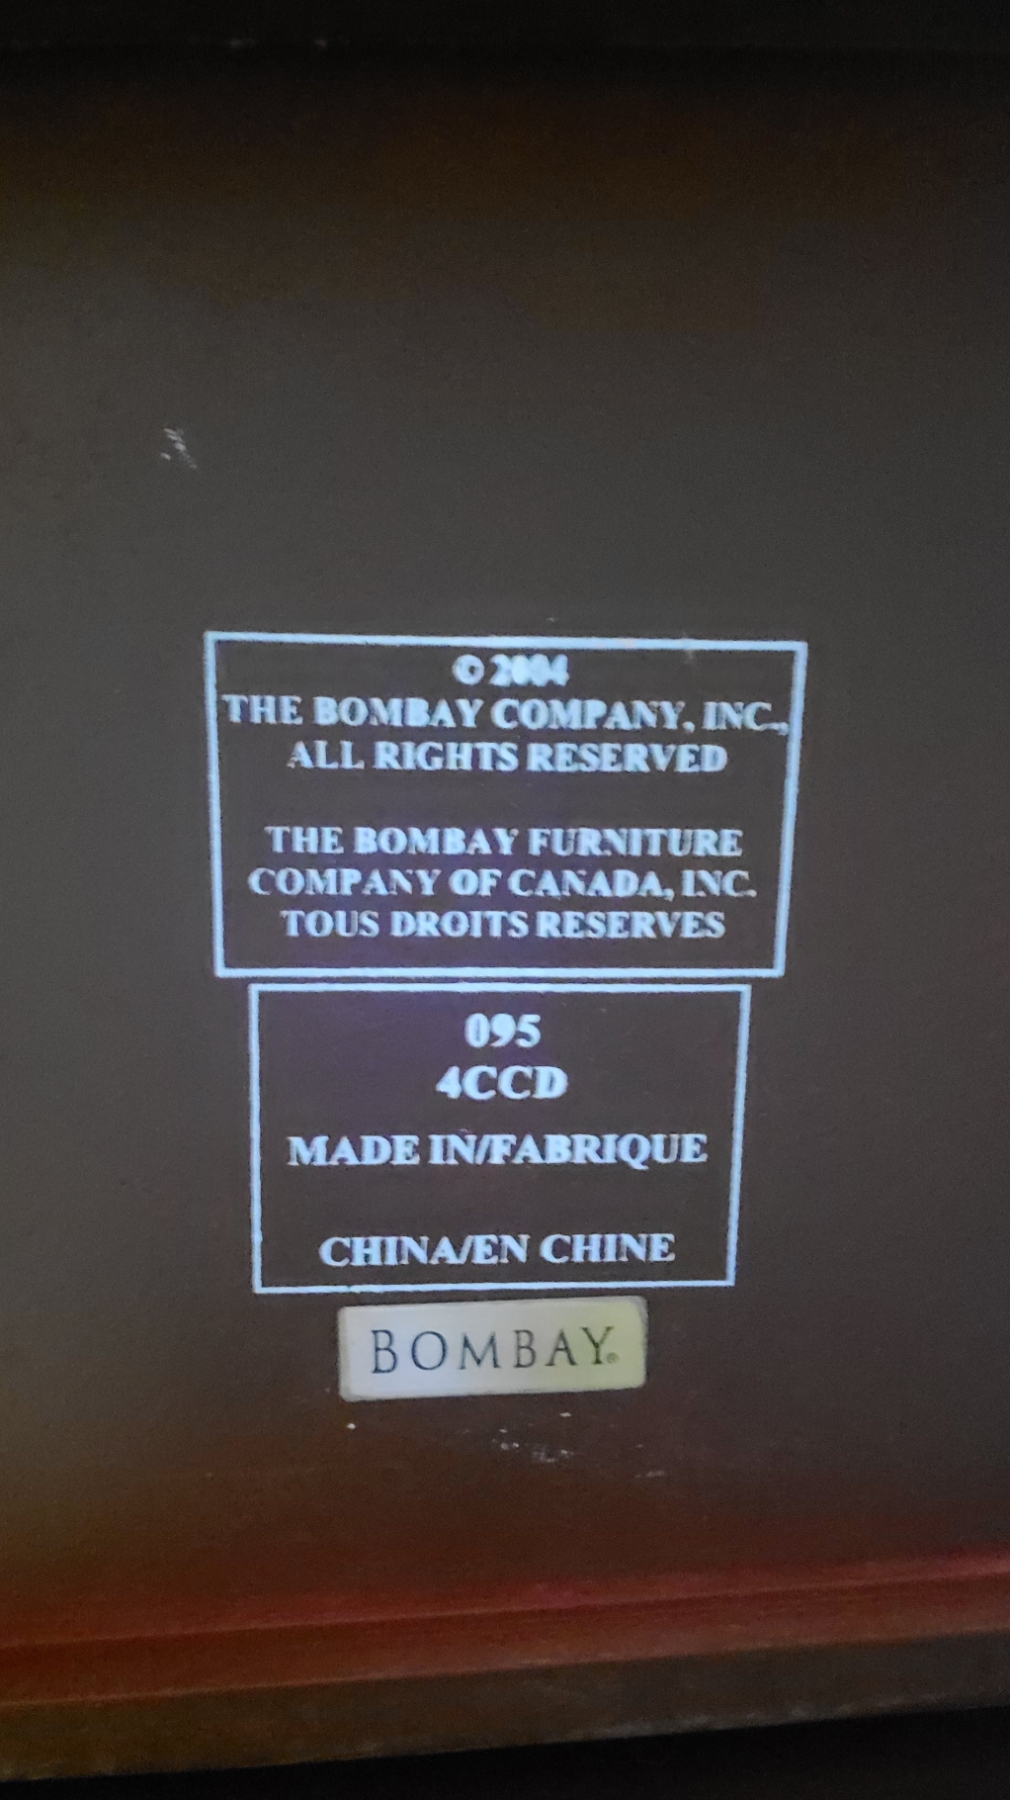 © 2004
THE BOMBAY COMPANY, INC.,
ALL RIGHTS RESERVED
THE BOMBAY FURNITURE
COMPANY OF CANADA, INC.
TOUS DROITS RESERVES
095
4CCD
MADE IN/FABRIQUE
CHINA/EN CHINE
BOMBAY®